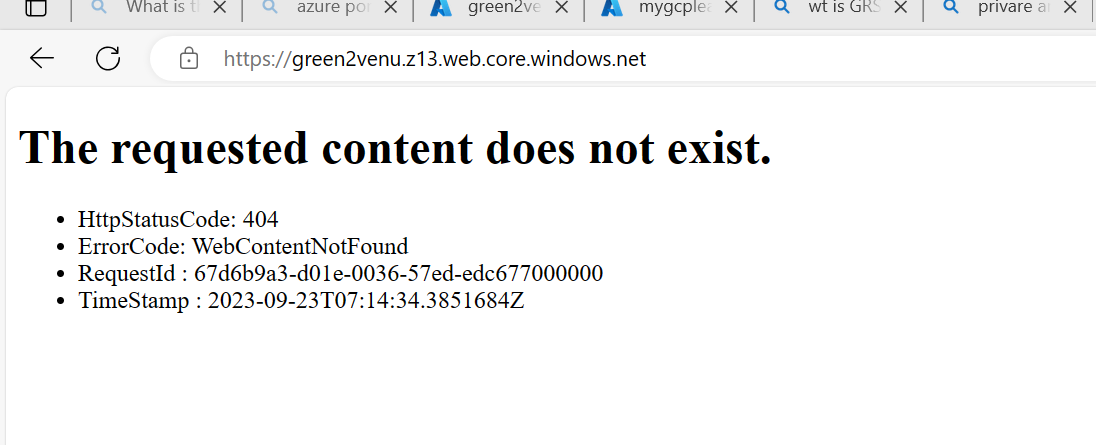 What is t
azure por
green2ve
mygcplea
wt is GRS
privare a
https://green2venu.z13.web.core.windows.net
The requested content does not exist.
• HttpStatusCode: 404
• ErrorCode: WebContentNotFound
• RequestId : 67d6b9a3-d01e-0036-57ed-edc677000000
• TimeStamp : 2023-09-23T07:14:34.3851684Z